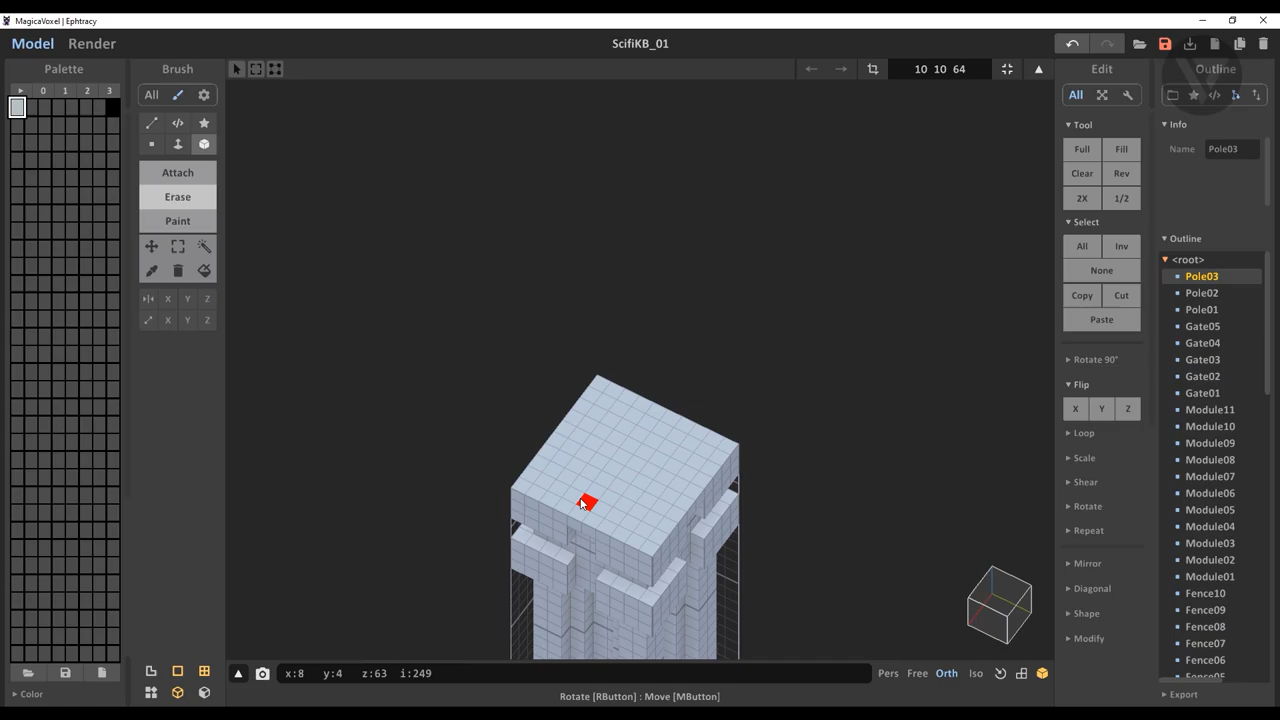 MagicaVoxel | Ephtracy
Model Render
ScifiKB_01
Palette
Brush
10 10 64
Edit
Outline
0 1 2 3
All
All
Info
Tool
Name Pole03
Full Fill
Attach
Clear Rev
Erase
2X 1/2
Paint
Select
Outline
All Inv
<root>
None
Pole03
Copy Cut
Pole02
Paste
Pole01
X Y Z
X Y Z
Gate05
Gate04
Rotate 90°
Gate03
Flip
Gate02
X Y Z
Gate01
Loop
Module11
Module10
Scale
Module09
Shear
Module08
Rotate
Module07
Repeat
Module06
Mirror
Module05
Diagonal
Module04
Shape
Module03
Modify
Module02
Module01
Fence10
Fence09
Fence08
Fence07
Fence06
Fence05
x:8 y:4 z:63 i:249
Pers Free Orth Iso
Color
Rotate [RButton] : Move [MButton]
Export